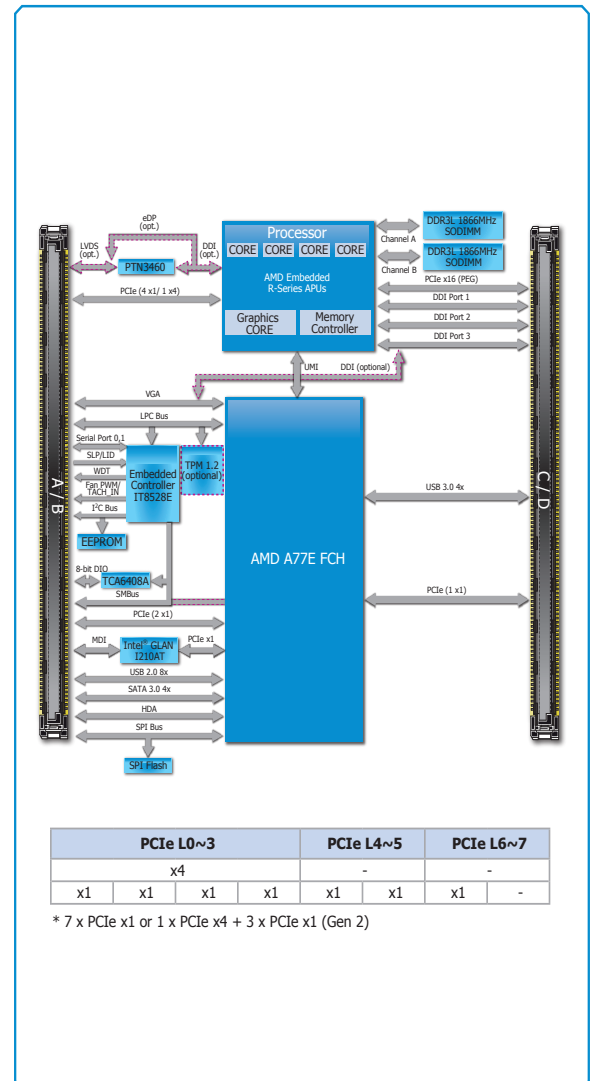 eDP
(opt.)
LVDS
(opt.)
DDI
(opt.)
PTN3460
PCIe (4 x1/ 1 x4)
Processor
CORE CORE CORE CORE
AMD Embedded
R-Series APUs
Graphics
CORE
Memory
Controller
Channel A
DDR3L 1866MHz
SODIMM
Channel B
DDR3L 1866MHz
SODIMM
PCIe x16 (PEG)
DDI Port 1
DDI Port 2
DDI Port 3
UMI
DDI (optional)
VGA
LPC Bus
Serial Port 0,1
SLP/LID
WDT
Fan PWM/
TACH_IN
I²C Bus
Embedded
Controller
IT8528E
TPM 1.2
(optional)
EEPROM
A / B
C / D
AMD A77E FCH
USB 3.0 4x
PCIe (1 x1)
8-bit DIO
TCA6408A
SMBus
PCIe (2 x1)
MDI
Intel® GLAN
I210AT
PCIe x1
USB 2.0 8x
SATA 3.0 4x
HDA
SPI Bus
SPI Flash
PCIe L0~3 PCIe L4~5 PCIe L6~7
x4 - -
x1 x1 x1 x1 x1 x1 x1 -
* 7 x PCIe x1 or 1 x PCIe x4 + 3 x PCIe x1 (Gen 2)